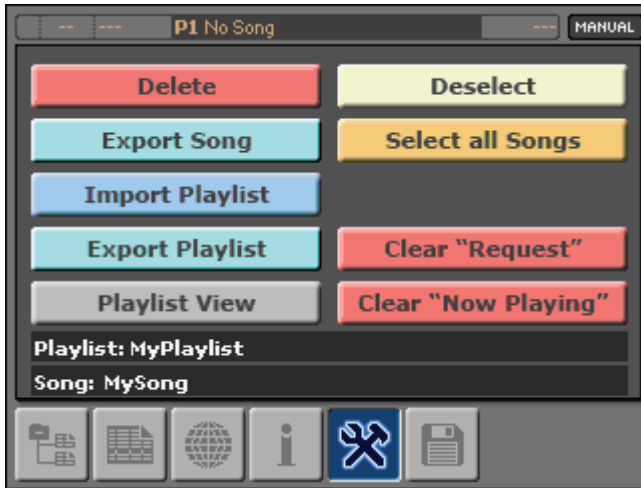 -- --- P1 No Song --- MANUAL
Delete Deselect
Export Song Select all Songs
Import Playlist
Export Playlist Clear “Request”
Playlist View Clear “Now Playing”
Playlist: MyPlaylist
Song: MySong